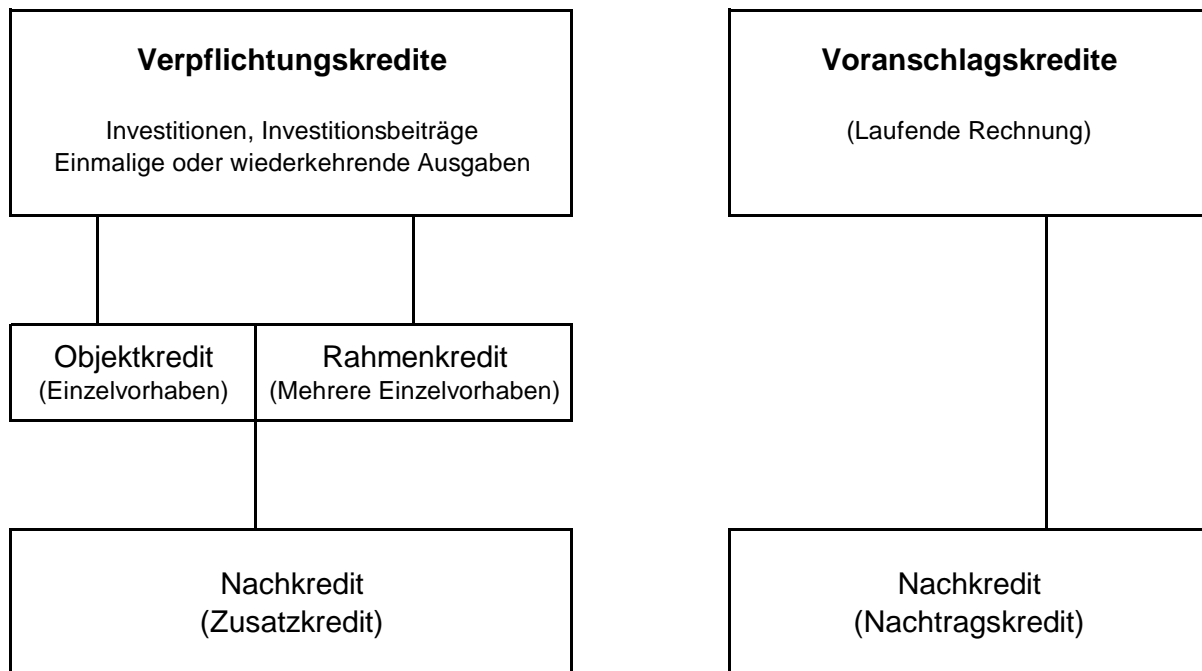 Verpflichtungskredite
Investitionen, Investitionsbeiträge
Einmalige oder wiederkehrende Ausgaben
Voranschlagskredite
(Laufende Rechnung)
Objektkredit
(Einzelvorhaben)
Rahmenkredit
(Mehrere Einzelvorhaben)
Nachkredit
(Zusatzkredit)
Nachkredit
(Nachtragskredit)